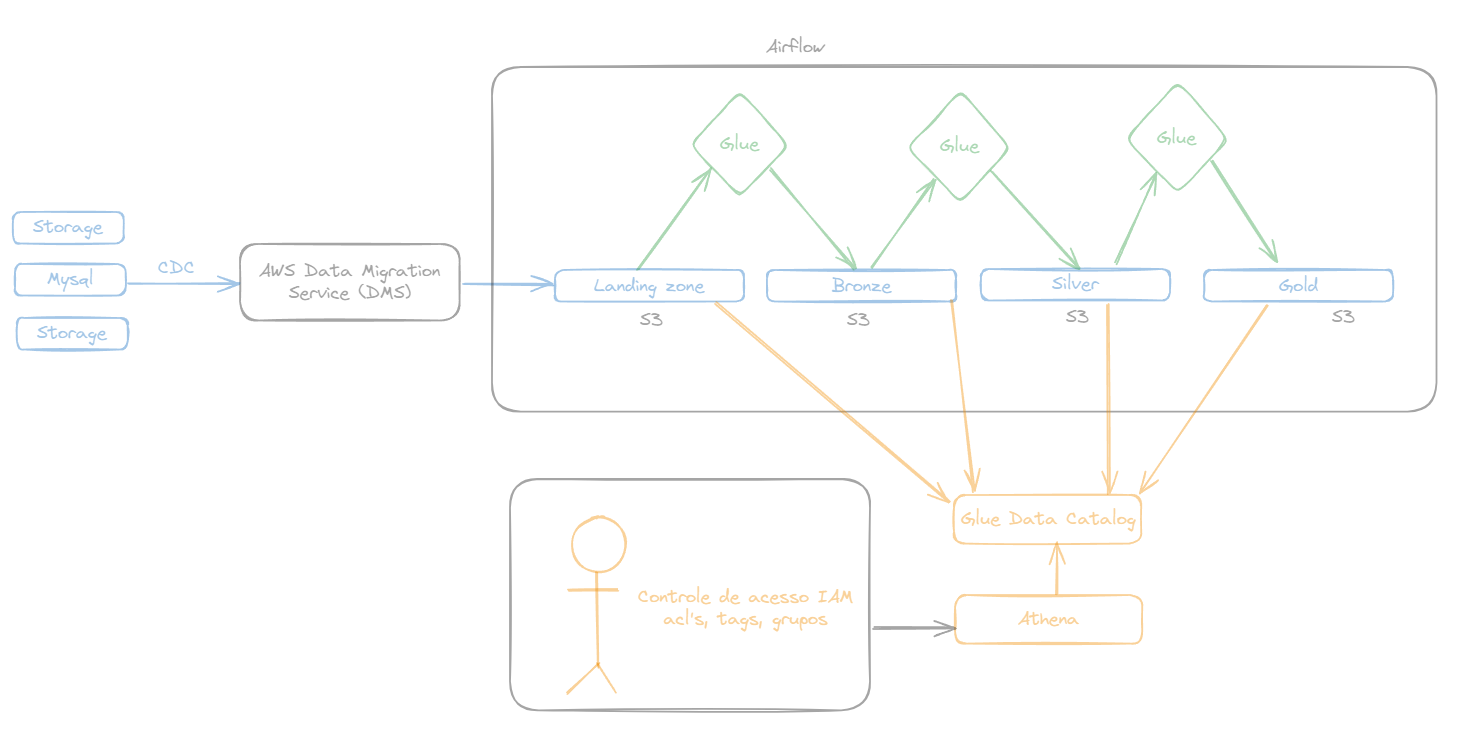 Airflow
Glue
Glue
Glue
Storage
Mysql
Storage
CDC
AWS Data Migration
Service (DMS)
Landing zone
Bronze
Silver
Gold
S3
S3
S3
S3
Glue Data Catalog
Controle de acesso IAM
acl's, tags, grupos
Athena